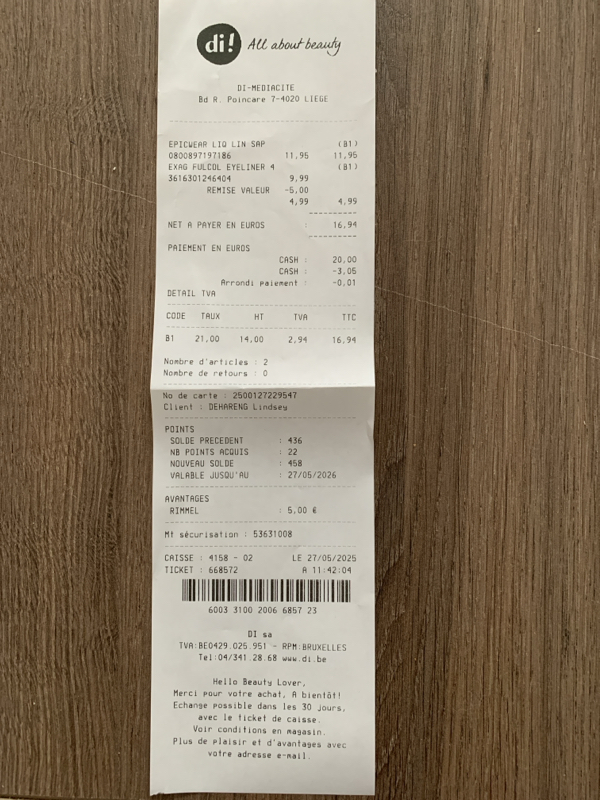 di! All about beauty
DI-MEDIACITE
Bd R. Poincare 7-4020 LIEGE
EPICWEAR LIQ LIN SAP (B1)
0800897197186 11,95 11,95
EXAG FULCOL EYELINER 4 (B1)
3616301246404 9,99
REMISE VALEUR -5,00
4,99 4,99
NET A PAYER EN EUROS : 16,94
PAIEMENT EN EUROS
CASH : 20,00
CASH : -3,05
Arrondi paiement : -0,01
DETAIL TVA
CODE TAUX HT TVA TTC
B1 21,00 14,00 2,94 16,94
Nombre d'articles : 2
Nombre de retours : 0
No de carte : 2500127229547
Client : DEHARENG Lindsey
POINTS
SOLDE PRECEDENT : 436
NB POINTS ACQUIS : 22
NOUVEAU SOLDE : 458
VALABLE JUSQU'AU : 27/05/2026
AVANTAGES
RIMMEL : 5,00 €
Mt sécurisation : 53631008
CAISSE : 4158 - 02 LE 27/05/2025
TICKET : 668572 A 11:42:04
6003 3100 2006 6857 23
DI sa
TVA:BE0429.025.951 - RPM:BRUXELLES
Tel:04/341.28.68 www.di.be
Hello Beauty Lover,
Merci pour votre achat, A bientôt!
Echange possible dans les 30 jours,
avec le ticket de caisse.
Voir conditions en magasin.
Plus de plaisir et d'avantages avec
votre adresse e-mail.